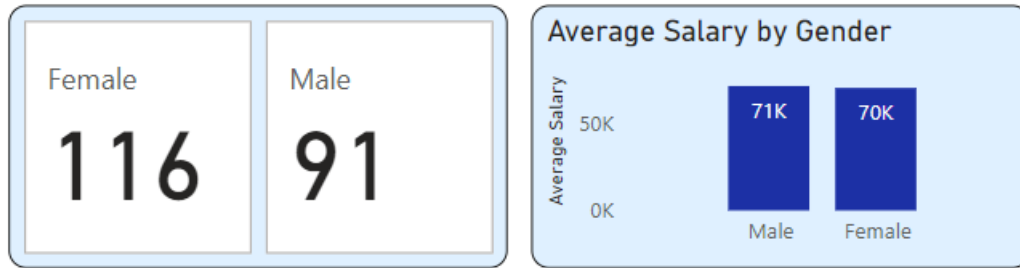 Female
116
Male
91
Average Salary by Gender
Average Salary
50K
0K
71K
70K
Male
Female